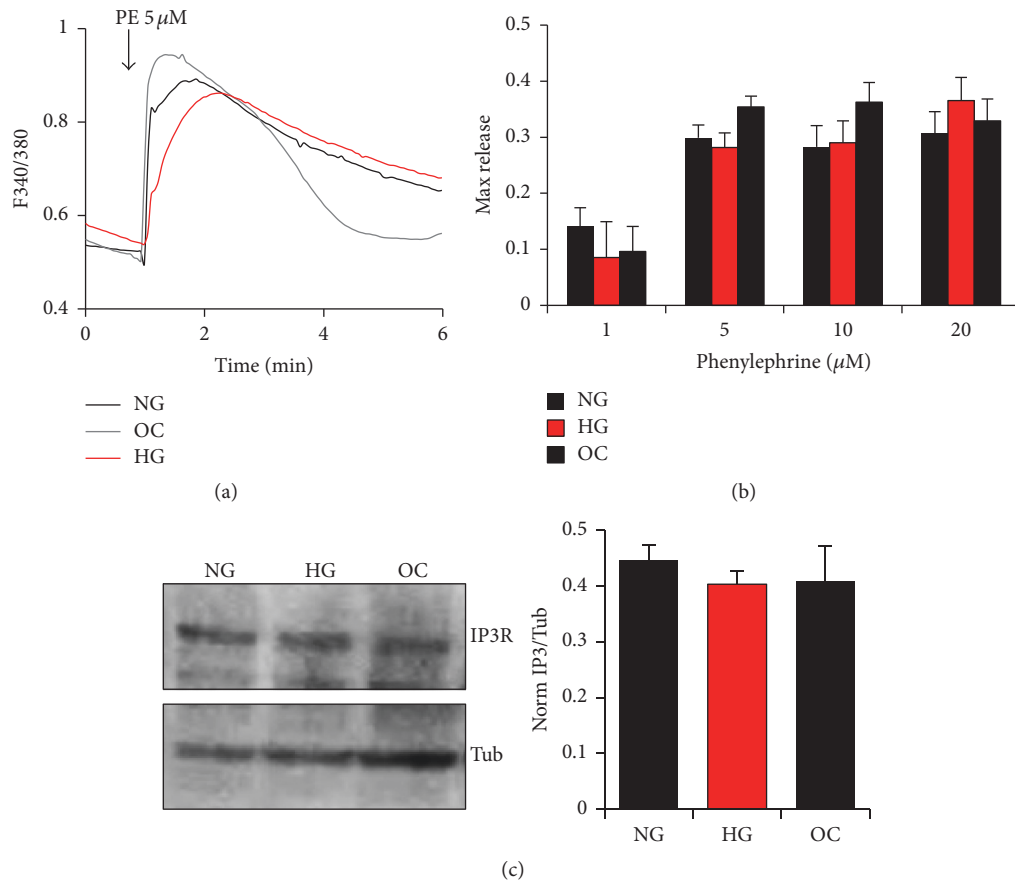 PE 5 μM
1
0.8
0.6
0.4
F340/380
0
2
4
6
Time (min)
NG
OC
HG
(a)
0.5
0.4
0.3
0.2
0.1
0
Max release
1
5
10
20
Phenylephrine (μM)
NG
HG
OC
(b)
NG HG OC
IP3R
Tub
0.5
0.4
0.3
0.2
0.1
0
Norm IP3/Tub
NG
HG
OC
(c)